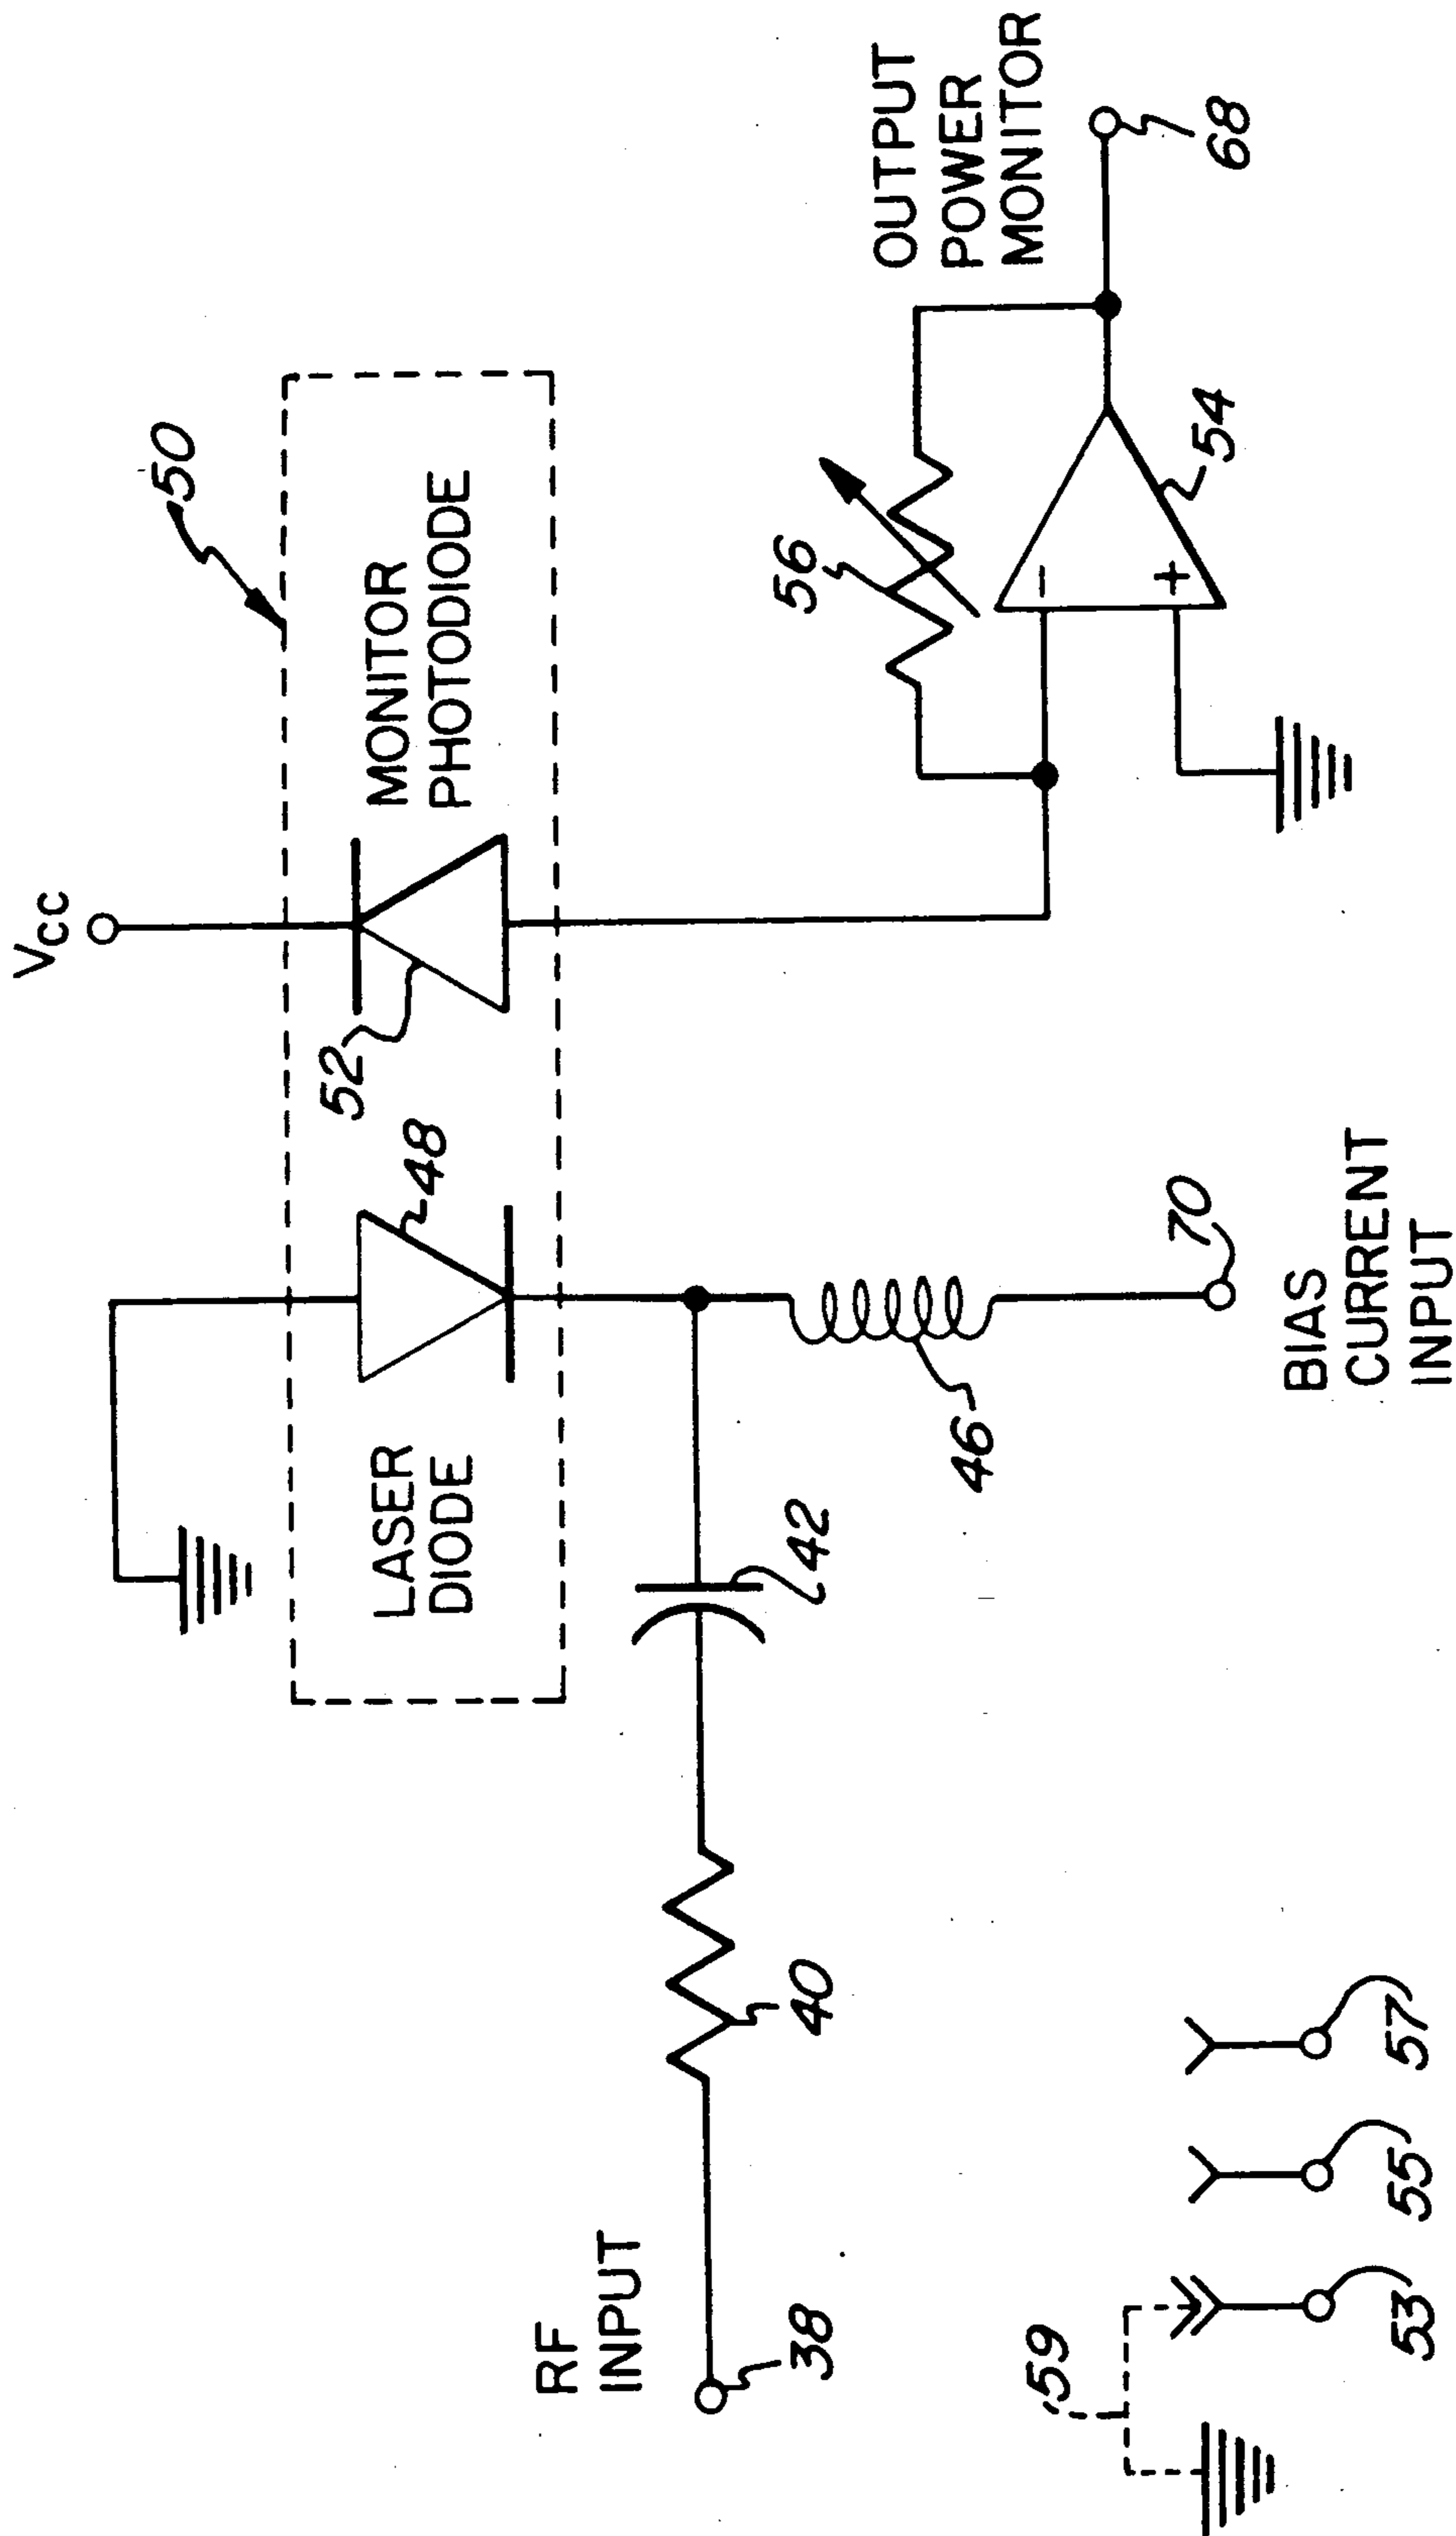 Vcc
50
LASER
DIODE
48
52
MONITOR
PHOTODIODE
RF
INPUT
38
40
42
46
70
BIAS
CURRENT
INPUT
56
−
+
54
OUTPUT
POWER
MONITOR
68
59
53
55
57